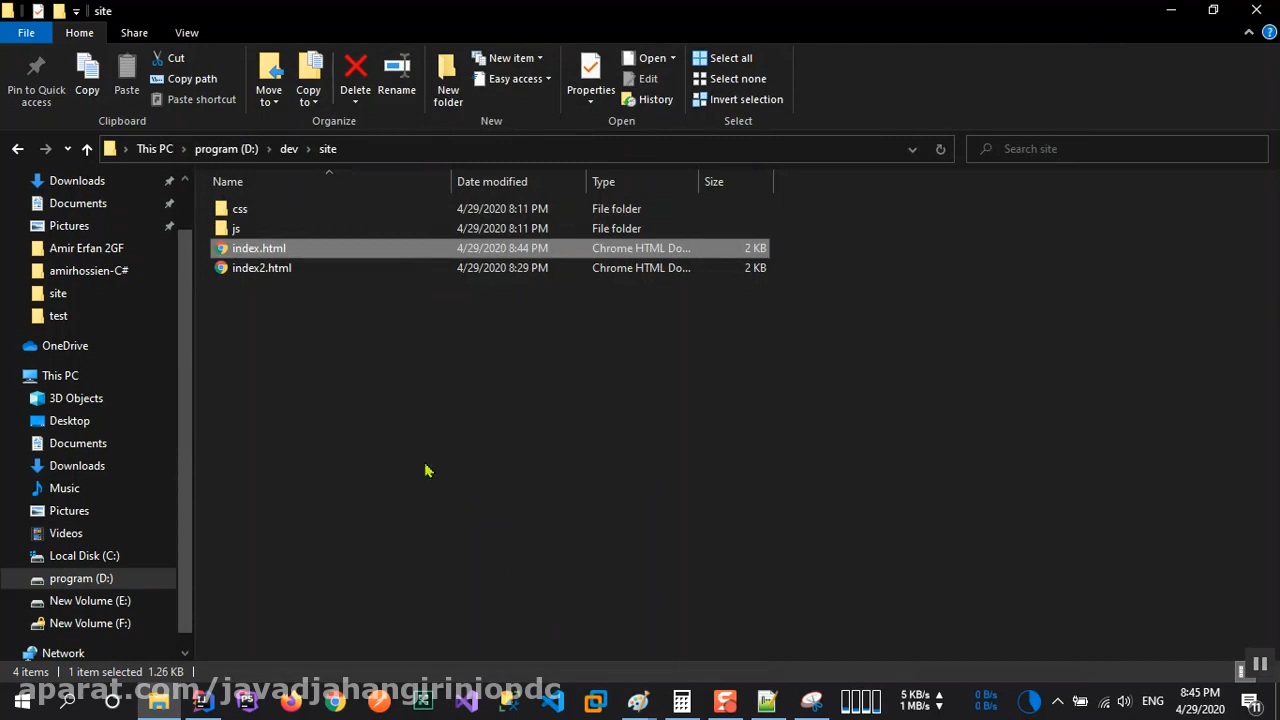 site
File Home Share View
Pin to Quick access
Copy
Paste
Cut
Copy path
Paste shortcut
Clipboard
Move to
Copy to
Delete
Rename
Organize
New folder
New item
Easy access
New
Properties
Open
Edit
History
Open
Select all
Select none
Invert selection
Select
This PC program (D:) dev site
Search site
Name Date modified Type Size
css 4/29/2020 8:11 PM File folder
js 4/29/2020 8:11 PM File folder
index.html 4/29/2020 8:44 PM Chrome HTML Do... 2 KB
index2.html 4/29/2020 8:29 PM Chrome HTML Do... 2 KB
Downloads
Documents
Pictures
Amir Erfan 2GF
amirhossien-C#
site
test
OneDrive
This PC
3D Objects
Desktop
Documents
Downloads
Music
Pictures
Videos
Local Disk (C:)
program (D:)
New Volume (E:)
New Volume (F:)
Network
4 items 1 item selected 1.26 KB
aparat.com/javadjahangiriniopdc
5 KB/s
1 MB/s
0 B/s
0 B/s
ENG
8:45 PM
4/29/2020
11